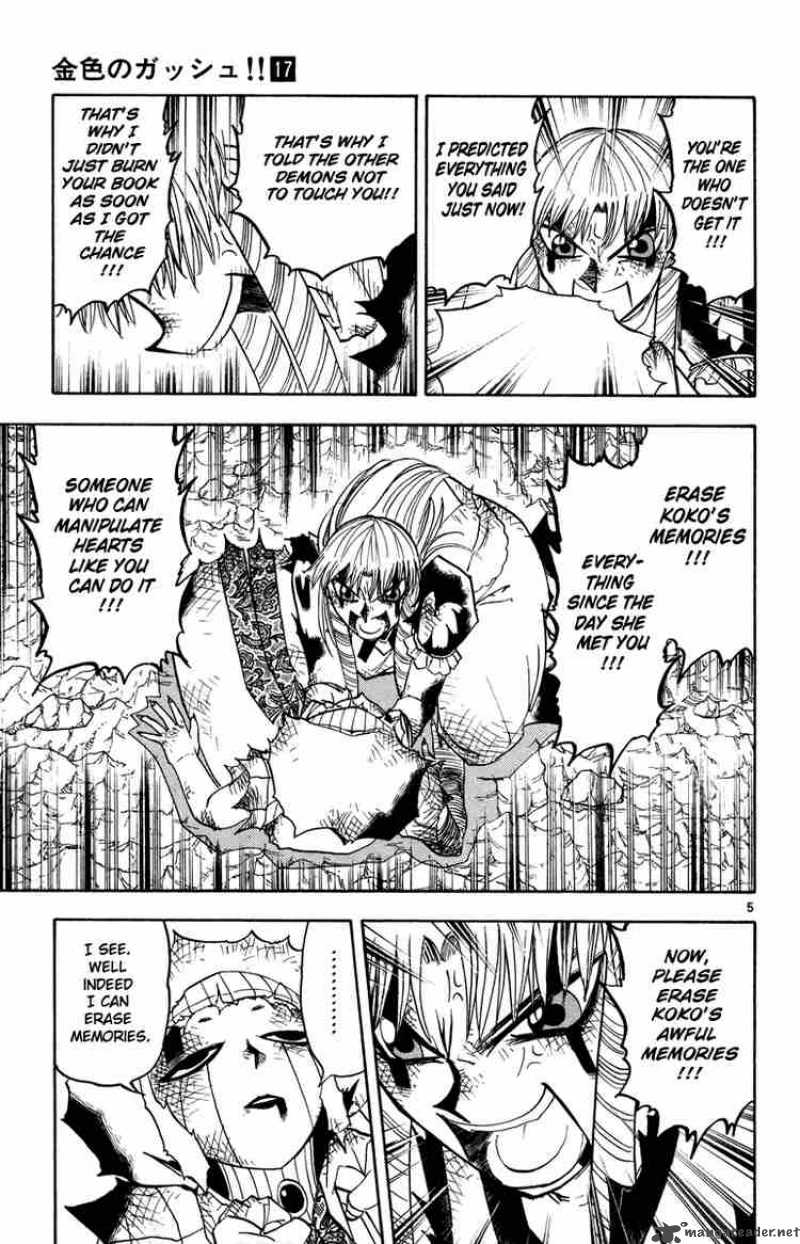 金色のガッシュ!! 17
YOU'RE
THE ONE
WHO
DOESN'T
GET IT
!!!
I PREDICTED
EVERYTHING
YOU SAID
JUST NOW!
THAT'S
WHY I
TOLD THE OTHER
DEMONS NOT
TO TOUCH YOU!!
THAT'S
WHY I
DIDN'T
JUST BURN
YOUR BOOK
AS SOON
AS I GOT
THE
CHANCE
!!!
ERASE
KOKO'S
MEMORIES
!!!
EVERY-
THING
SINCE THE
DAY SHE
MET YOU
!!!
SOMEONE
WHO CAN
MANIPULATE
HEARTS
LIKE YOU
CAN DO IT
!!!
5
NOW,
PLEASE
ERASE
KOKO'S
AWFUL
MEMORIES
!!!
..........
I SEE.
WELL
INDEED
I CAN
ERASE
MEMORIES.
mangareader.net